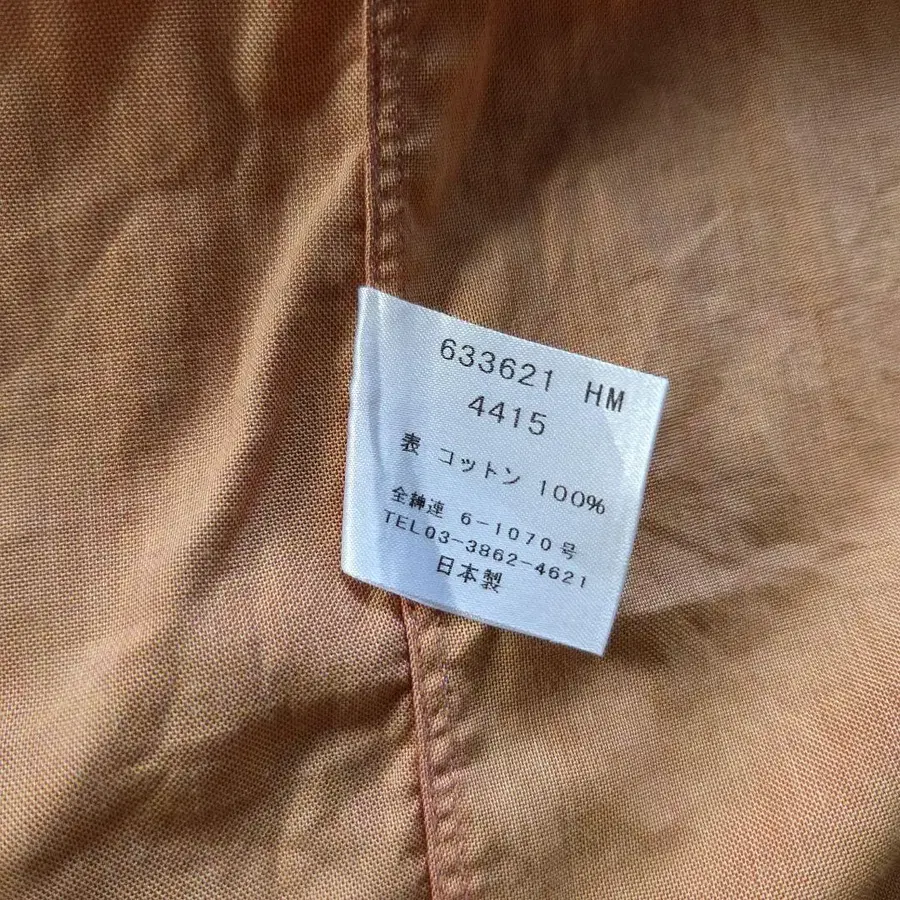 633621 HM
4415
表 コットン 100%
全紳連 6-1070号
TEL03-3862-4621
日本製